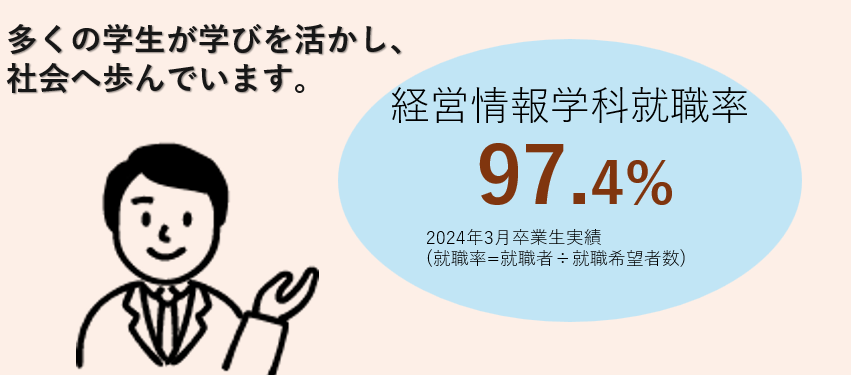 多くの学生が学びを活かし、
社会へ歩んでいます。
経営情報学科就職率
97.4%
2024年3月卒業生実績
(就職率=就職者÷就職希望者数)